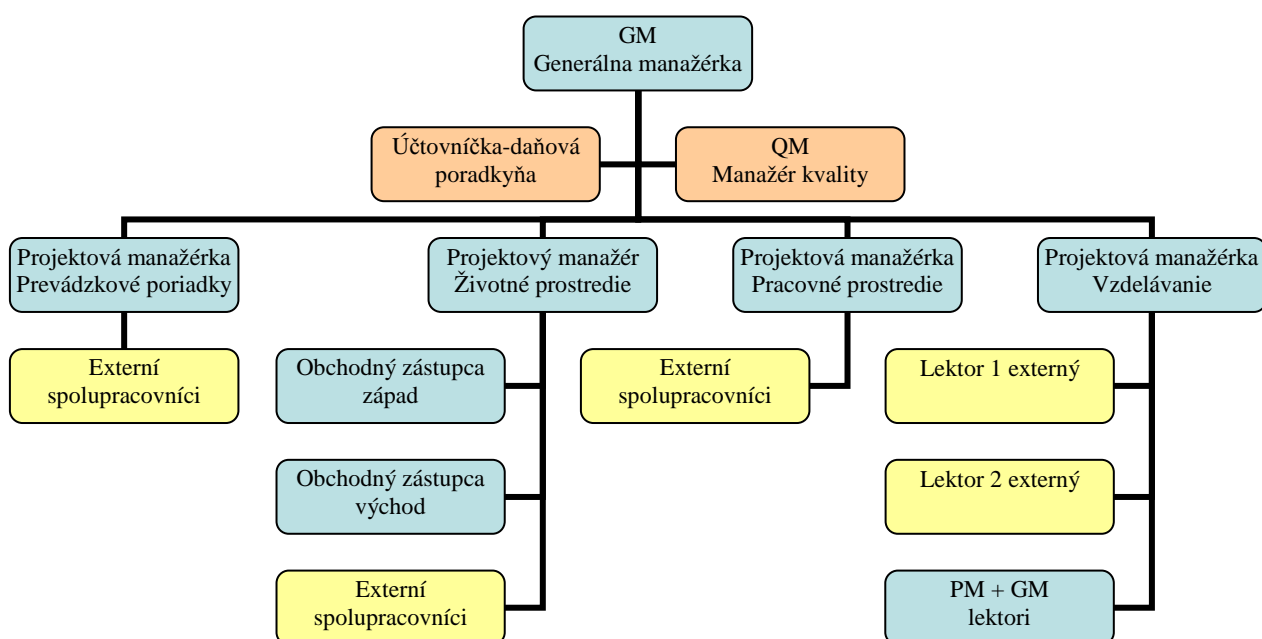 GM
Generálna manažérka
Účtovníčka-daňová
poradkyňa
QM
Manažér kvality
Projektová manažérka
Prevádzkové poriadky
Projektový manažér
Životné prostredie
Projektová manažérka
Pracovné prostredie
Projektová manažérka
Vzdelávanie
Externí
spolupracovníci
Obchodný zástupca
západ
Externí
spolupracovníci
Lektor 1 externý
Obchodný zástupca
východ
Lektor 2 externý
Externí
spolupracovníci
PM + GM
lektori